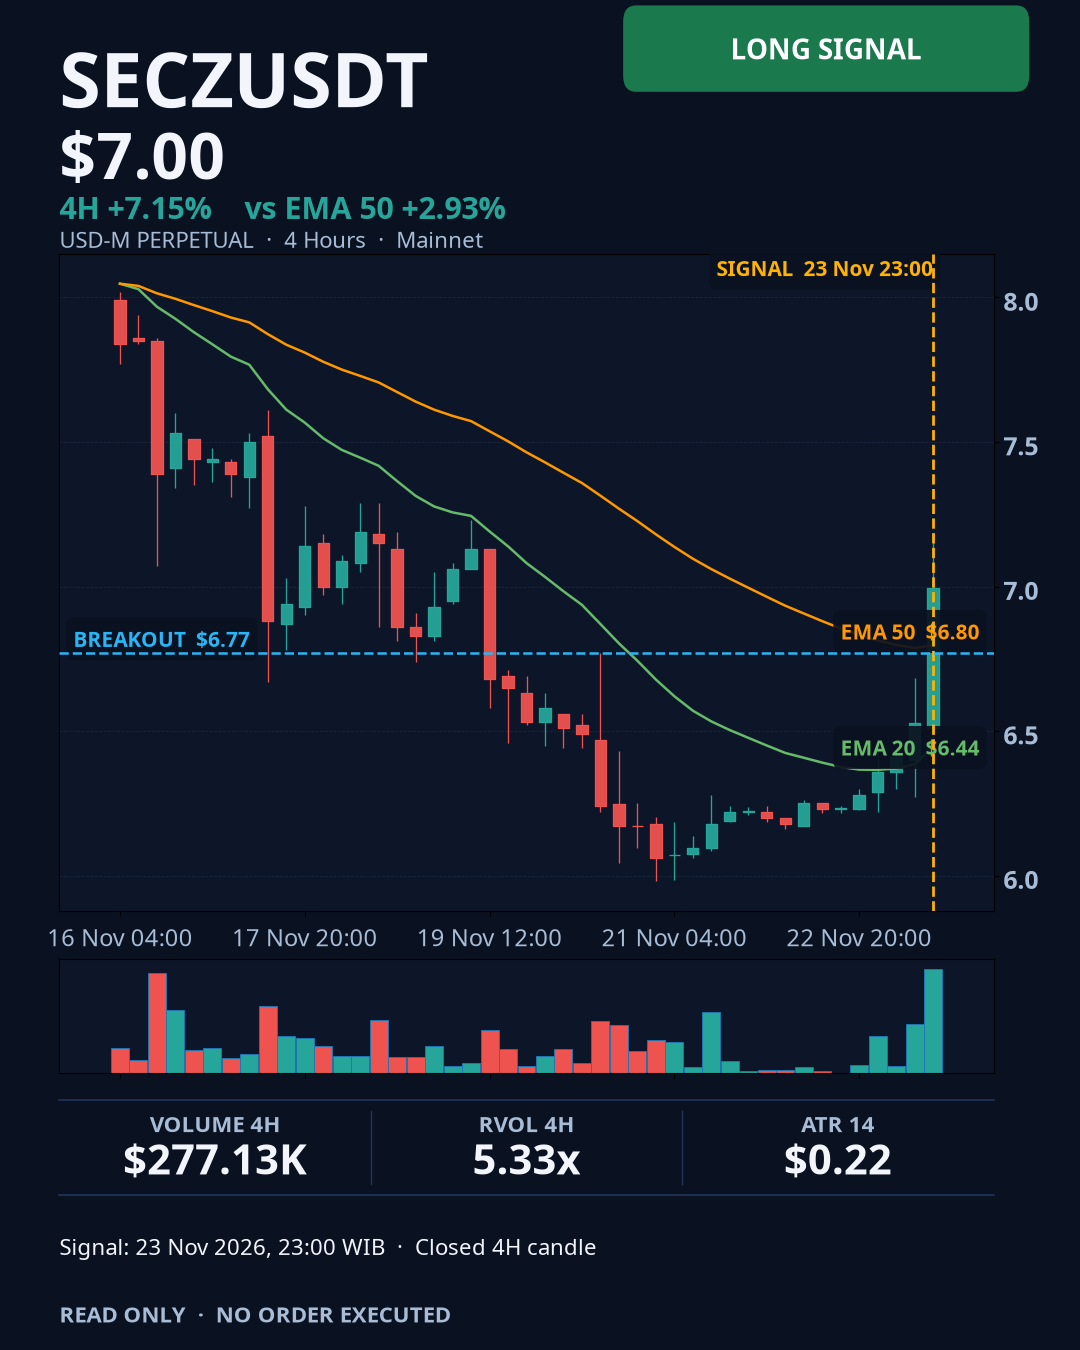 LONG SIGNAL
SECZUSDT
$7.00
4H +7.15% vs EMA 50 +2.93%
USD-M PERPETUAL · 4 Hours · Mainnet
SIGNAL 23 Nov 23:00
8.0
7.5
7.0
EMA 50 $6.80
BREAKOUT $6.77
6.5
EMA 20 $6.44
6.0
16 Nov 04:00 17 Nov 20:00 19 Nov 12:00 21 Nov 04:00 22 Nov 20:00
VOLUME 4H RVOL 4H ATR 14
$277.13K 5.33x $0.22
Signal: 23 Nov 2026, 23:00 WIB · Closed 4H candle
READ ONLY · NO ORDER EXECUTED